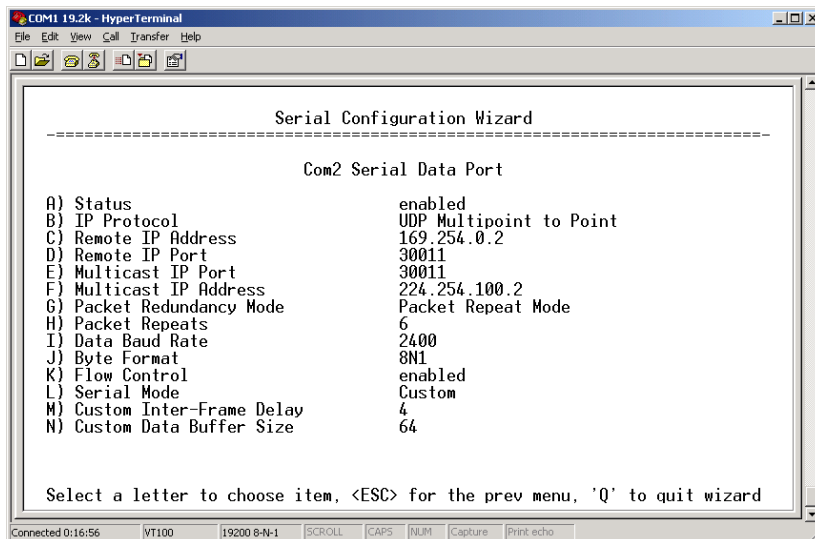 COM1 19.2k - HyperTerminal
File Edit View Call Transfer Help
Serial Configuration Wizard
-==========================================================================-
Com2 Serial Data Port
A) Status enabled
B) IP Protocol UDP Multipoint to Point
C) Remote IP Address 169.254.0.2
D) Remote IP Port 30011
E) Multicast IP Port 30011
F) Multicast IP Address 224.254.100.2
G) Packet Redundancy Mode Packet Repeat Mode
H) Packet Repeats 6
I) Data Baud Rate 2400
J) Byte Format 8N1
K) Flow Control enabled
L) Serial Mode Custom
M) Custom Inter-Frame Delay 4
N) Custom Data Buffer Size 64
Select a letter to choose item, <ESC> for the prev menu, 'Q' to quit wizard
Connected 0:16:56 VT100 19200 8-N-1 SCROLL CAPS NUM Capture Print echo